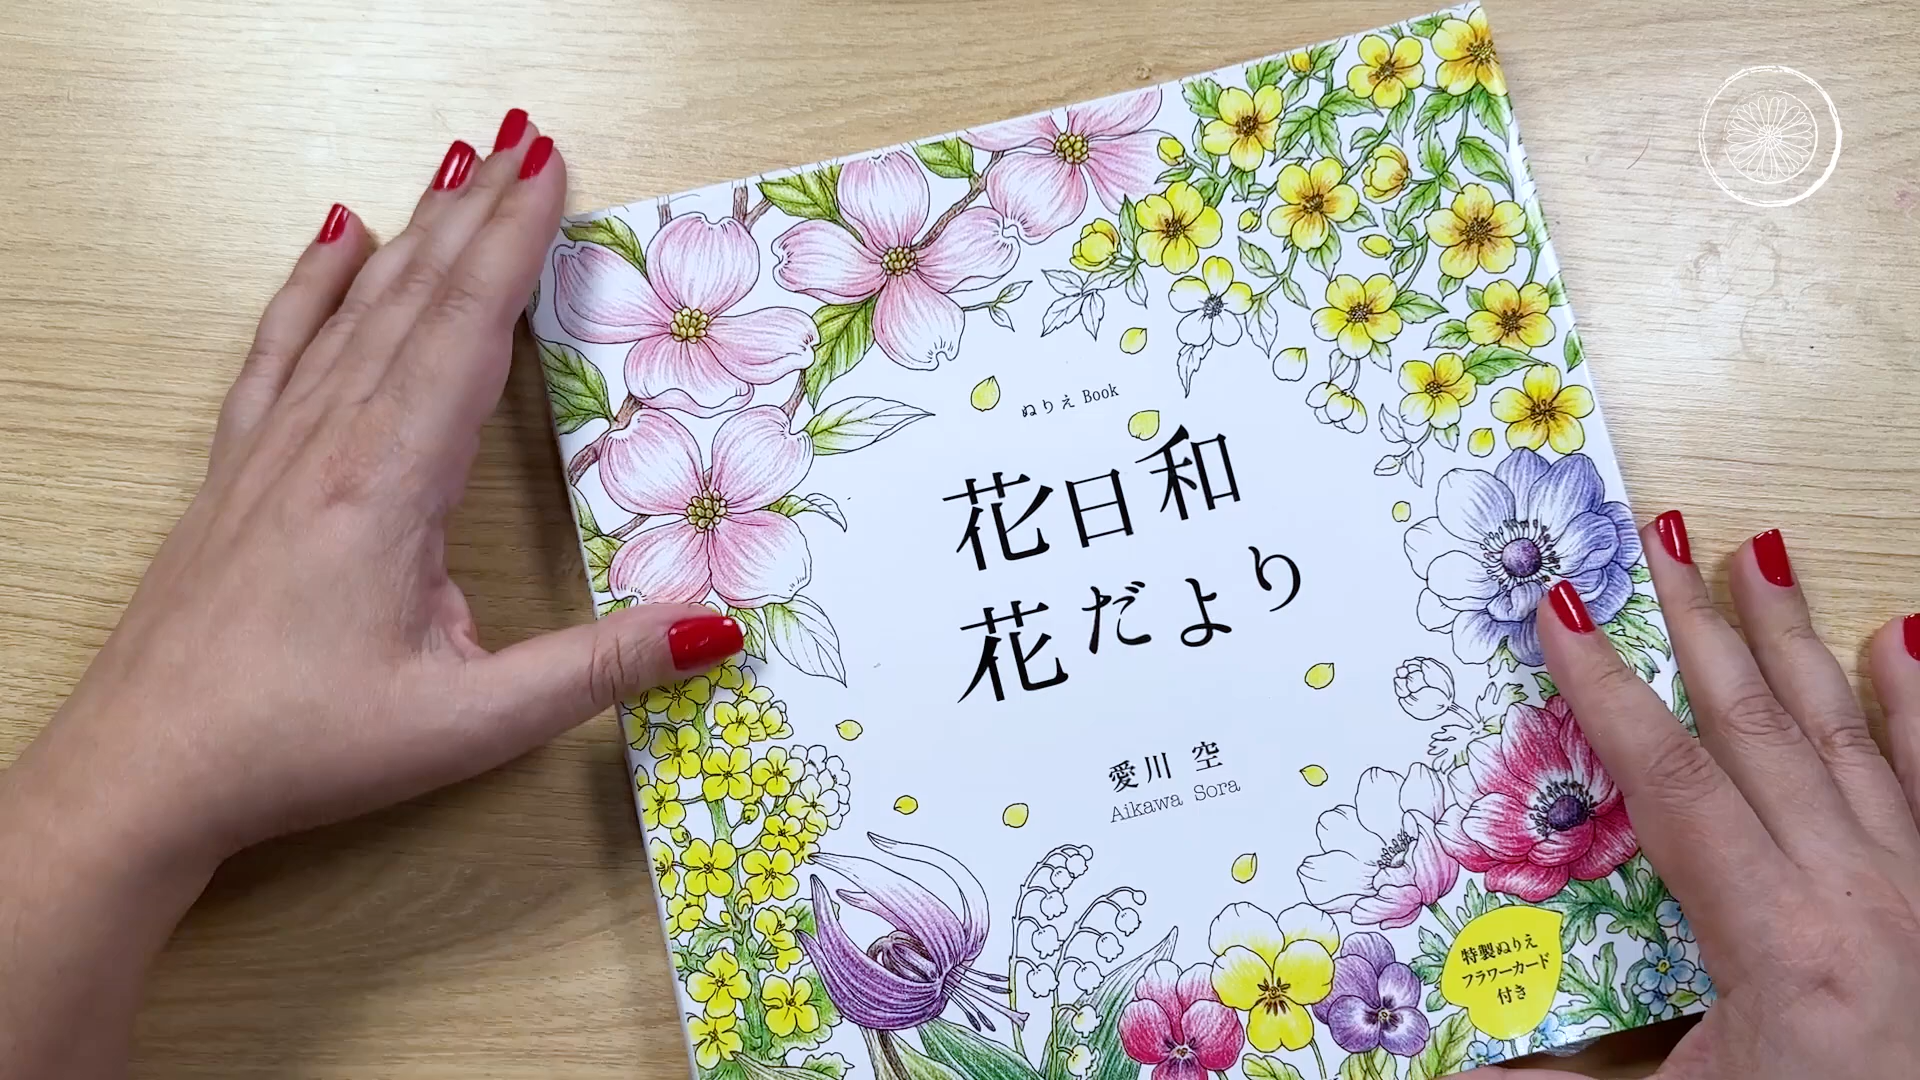 ぬりえ Book
花日和
花だより
愛川 空
Aikawa Sora
特製ぬりえ
フラワーカード
付き